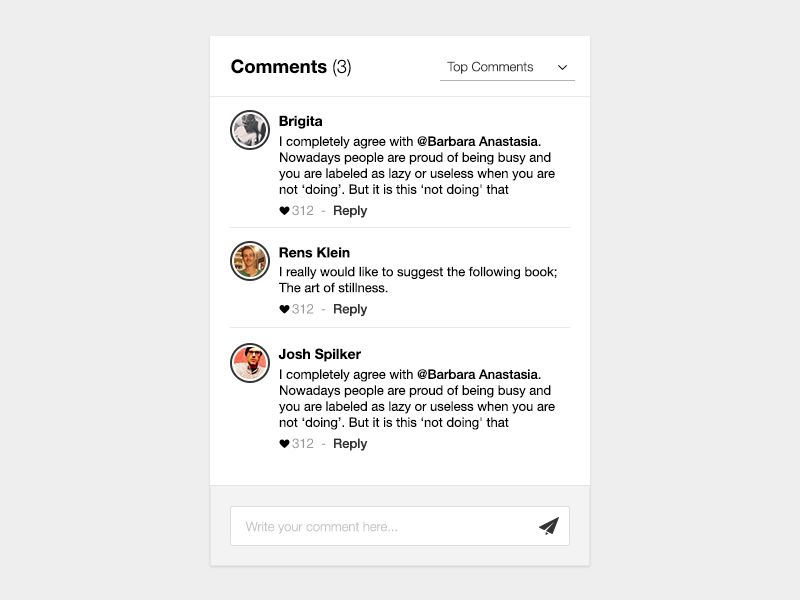 Comments (3)
Top Comments
Brigita
I completely agree with @Barbara Anastasia.
Nowadays people are proud of being busy and
you are labeled as lazy or useless when you are
not ‘doing’. But it is this ‘not doing' that
312 - Reply
Rens Klein
I really would like to suggest the following book;
The art of stillness.
312 - Reply
Josh Spilker
I completely agree with @Barbara Anastasia.
Nowadays people are proud of being busy and
you are labeled as lazy or useless when you are
not ‘doing’. But it is this ‘not doing' that
312 - Reply
Write your comment here...